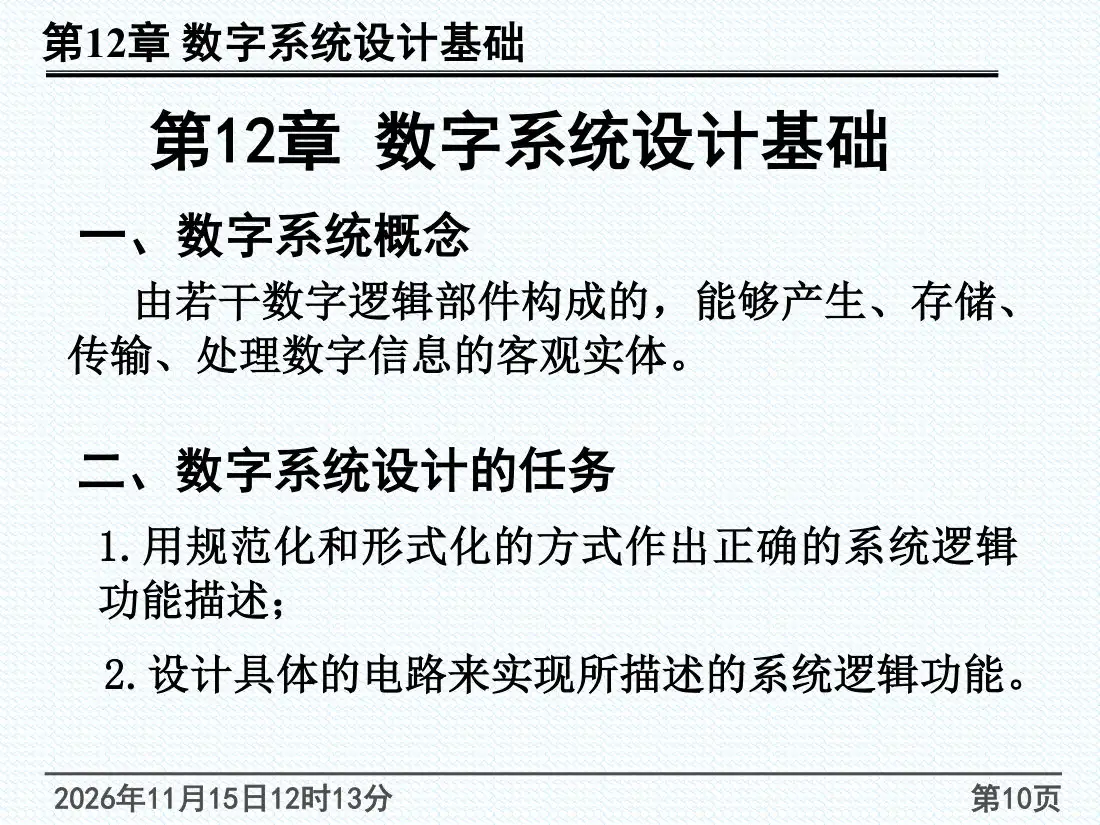 第12章 数字系统设计基础
第12章 数字系统设计基础
一、数字系统概念
由若干数字逻辑部件构成的，能够产生、存储、
传输、处理数字信息的客观实体。
二、数字系统设计的任务
1.用规范化和形式化的方式作出正确的系统逻辑
功能描述；
2.设计具体的电路来实现所描述的系统逻辑功能。
2026年11月15日12时13分
第10页